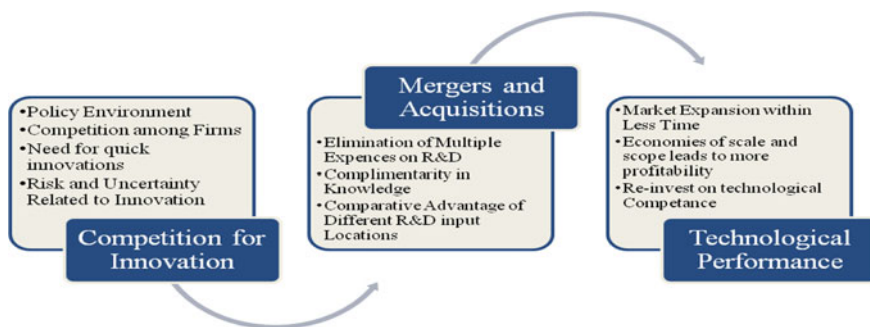 •Policy Environment
•Competition among Firms
•Need for quick
innovations
•Risk and Uncertainty
Related to Innovation
Competition for
Innovation
Mergers and
Acquisitions
•Elimination of Multiple
Expences on R&D
•Complimentarity in
Knowledge
•Comparative Advantage of
Different R&D input
Locations
•Market Expansion within
Less Time
•Economies of scale and
scope leads to more
profitability
•Re-invest on technological
Competance
Technological
Performance